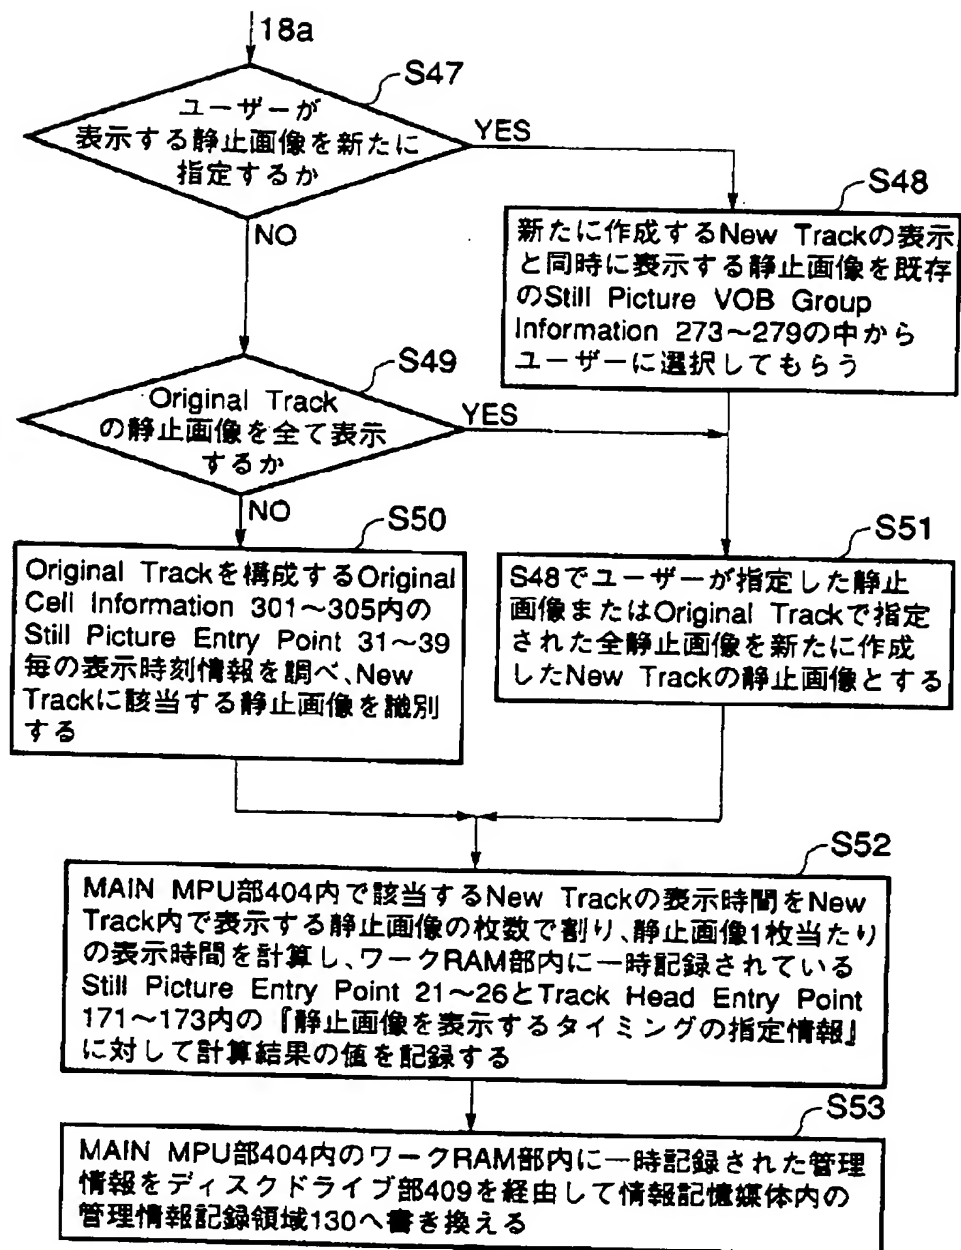 18a
S47
ユーザーが
表示する静止画像を新たに
指定するか
YES
NO
S48
新たに作成するNew Trackの表示
と同時に表示する静止画像を既存
のStill Picture VOB Group
Information 273～279の中から
ユーザーに選択してもらう
S49
Original Track
の静止画像を全て表示
するか
YES
NO
S50
Original Trackを構成するOriginal
Cell Information 301～305内の
Still Picture Entry Point 31～39
毎の表示時刻情報を調べ、New
Trackに該当する静止画像を識別
する
S51
S48でユーザーが指定した静止
画像またはOriginal Trackで指定
された全静止画像を新たに作成
したNew Trackの静止画像とする
S52
MAIN MPU部404内で該当するNew Trackの表示時間をNew
Track内で表示する静止画像の枚数で割り、静止画像1枚当たり
の表示時間を計算し、ワークRAM部内に一時記録されている
Still Picture Entry Point 21～26とTrack Head Entry Point
171～173内の『静止画像を表示するタイミングの指定情報』
に対して計算結果の値を記録する
S53
MAIN MPU部404内のワークRAM部内に一時記録された管理
情報をディスクドライブ部409を経由して情報記憶媒体内の
管理情報記録領域130へ書き換える